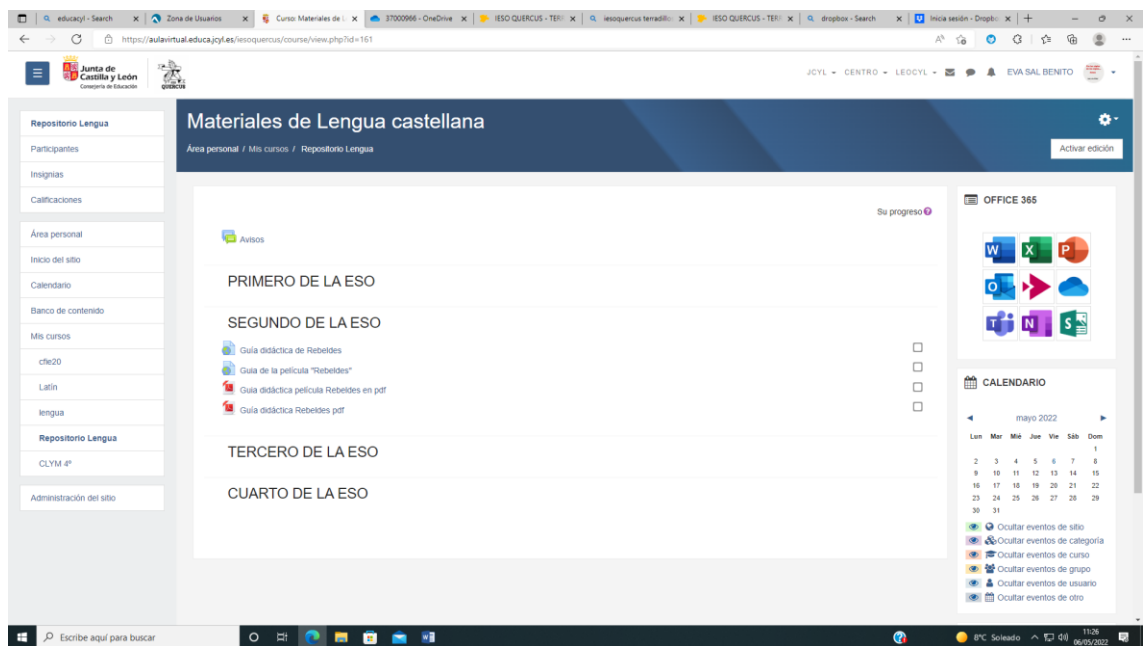 educacyl - Search
Zona de Usuarios
Curso: Materiales de L
37000966 - OneDrive
IESO QUERCUS - TERR
iesoquercus terradillos
IESO QUERCUS - TERR
dropbox - Search
Inicia sesión - Dropbox
https://aulavirtual.educa.jcyl.es/iesoquercus/course/view.php?id=161
Junta de
Castilla y León
Consejería de Educación
QUERCUS
JCYL CENTRO LEOCYL EVA SAL BENITO
Repositorio Lengua
Participantes
Insignias
Calificaciones
Área personal
Inicio del sitio
Calendario
Banco de contenido
Mis cursos
cfie20
Latín
lengua
Repositorio Lengua
CLYM 4º
Administración del sitio
Materiales de Lengua castellana
Área personal / Mis cursos / Repositorio Lengua
Activar edición
Su progreso
Avisos
PRIMERO DE LA ESO
SEGUNDO DE LA ESO
Guía didáctica de Rebeldes
Guia de la película "Rebeldes"
Guia didáctica película Rebeldes en pdf
Guía didáctica Rebeldes pdf
TERCERO DE LA ESO
CUARTO DE LA ESO
OFFICE 365
CALENDARIO
◄ mayo 2022 ►
Lun Mar Mié Jue Vie Sáb Dom
1
2 3 4 5 6 7 8
9 10 11 12 13 14 15
16 17 18 19 20 21 22
23 24 25 26 27 28 29
30 31
Ocultar eventos de sitio
Ocultar eventos de categoría
Ocultar eventos de curso
Ocultar eventos de grupo
Ocultar eventos de usuario
Ocultar eventos de otro
Escribe aquí para buscar
8°C Soleado
11:26
06/05/2022